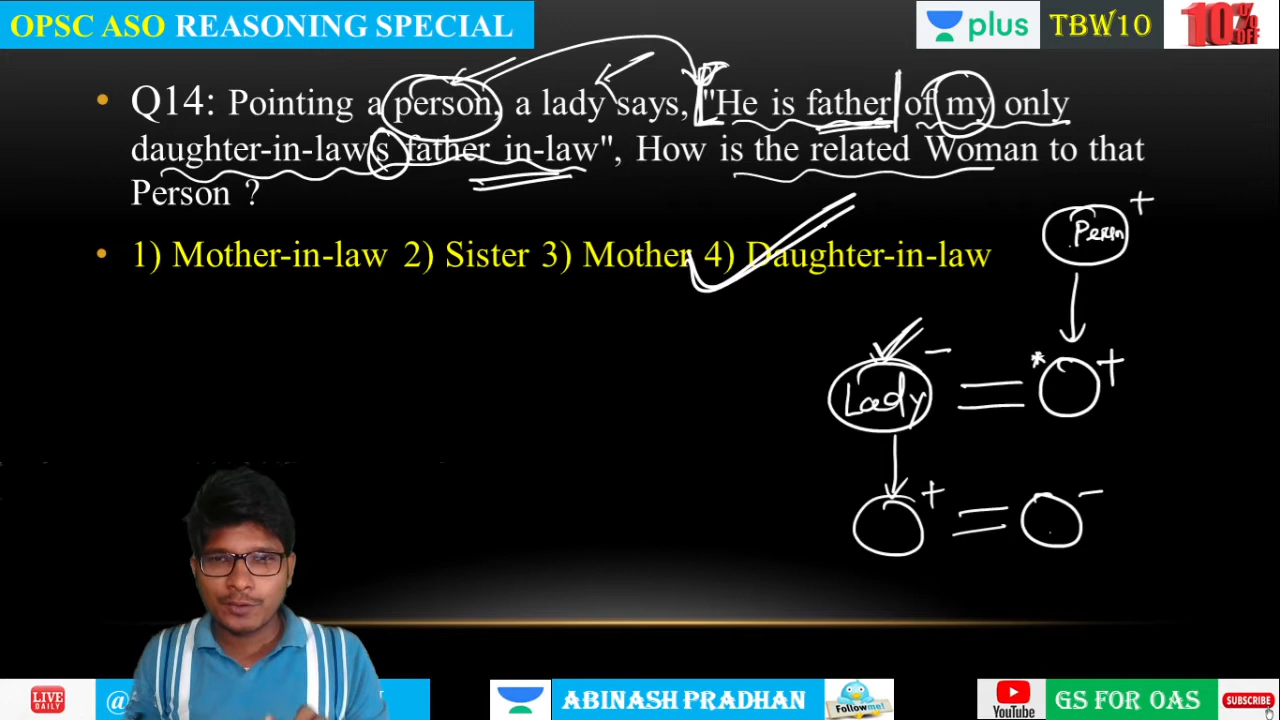 OPSC ASO REASONING SPECIAL
plus
TBW10
10%
OFF
• Q14: Pointing a person, a lady says, "He is father of my only
daughter-in-law's father in-law", How is the related Woman to that
Person ?
• 1) Mother-in-law 2) Sister 3) Mother 4) Daughter-in-law
Person +
Lady −
* +
+ −
LIVE
DAILY
@
ABINASH PRADHAN
Follow me!
YouTube
GS FOR OAS
SUBSCRIBE